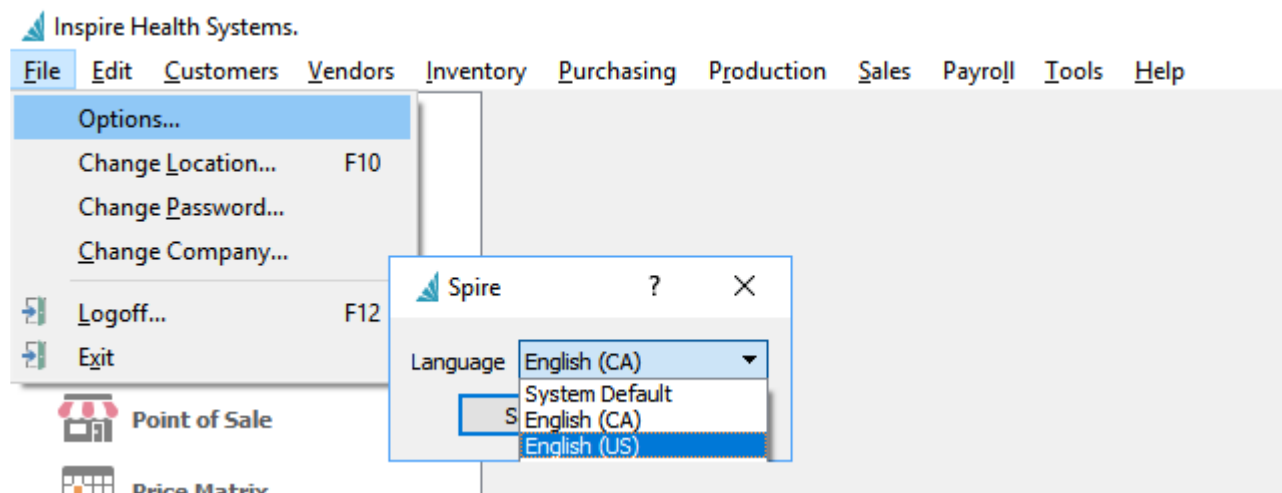 Inspire Health Systems.
File Edit Customers Vendors Inventory Purchasing Production Sales Payroll Tools Help
Options...
Change Location... F10
Change Password...
Change Company...
Logoff... F12
Exit
Spire ? 
Language English (CA)
System Default
S English (CA)
English (US)
Point of Sale
Price Matrix